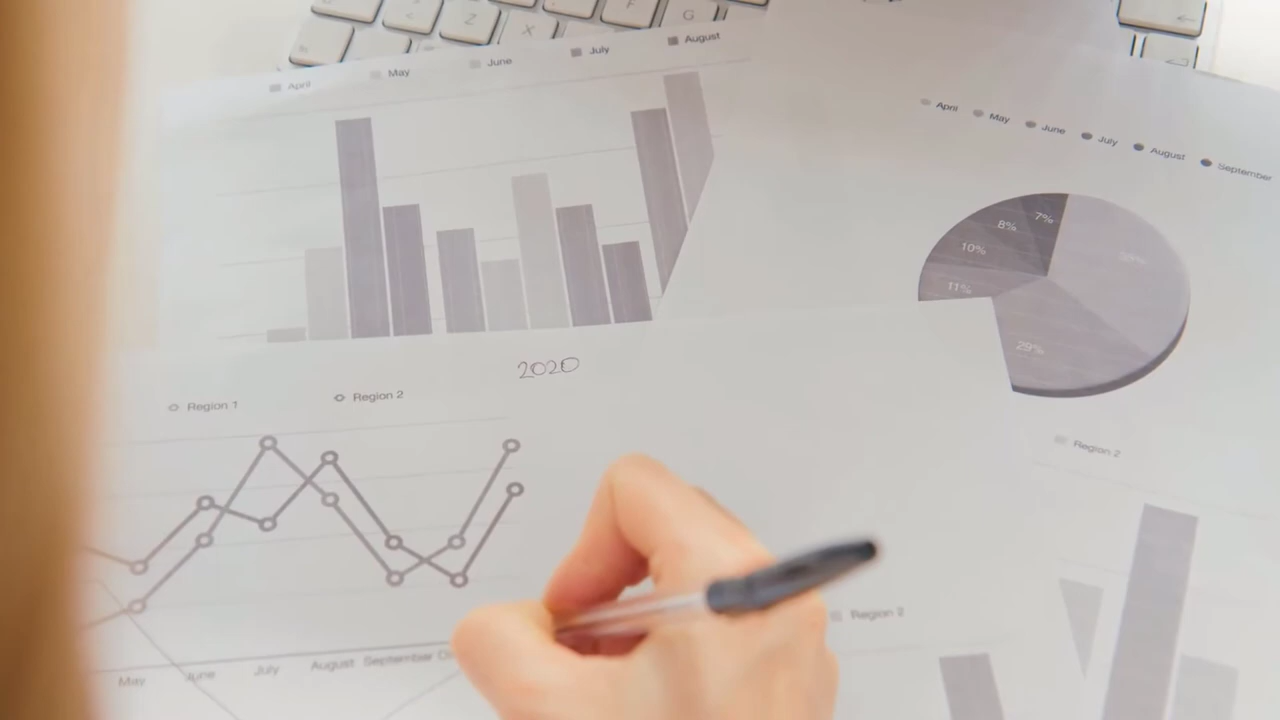 F
Z
X
G
April May June July August
April May June July August September
7%
8%
10%
11%
29%
2020
Region 1 Region 2
Region 2
Region 2
May June July August September